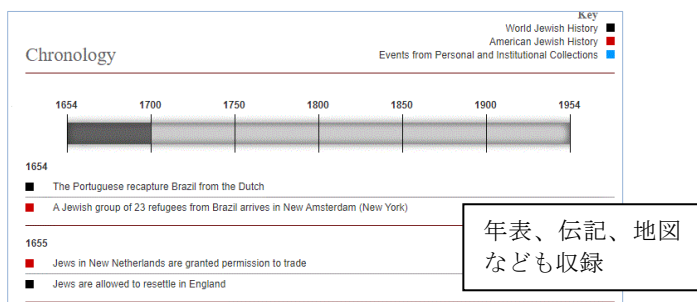 Key
World Jewish History
American Jewish History
Events from Personal and Institutional Collections
Chronology
1654 1700 1750 1800 1850 1900 1954
1654
The Portuguese recapture Brazil from the Dutch
A Jewish group of 23 refugees from Brazil arrives in New Amsterdam (New York)
1655
Jews in New Netherlands are granted permission to trade
Jews are allowed to resettle in England
年表、伝記、地図
なども収録